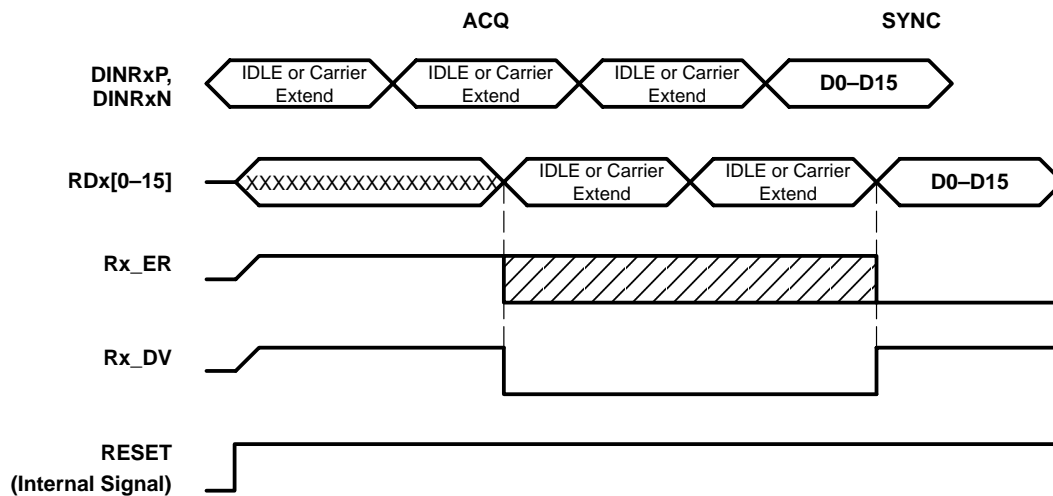 ACQ SYNC
DINRxP,
DINRxN
IDLE or Carrier
Extend
IDLE or Carrier
Extend
IDLE or Carrier
Extend
D0–D15
RDx[0–15]
XXXXXXXXXXXXXXXXXXX
IDLE or Carrier
Extend
IDLE or Carrier
Extend
D0–D15
Rx_ER
Rx_DV
RESET
(Internal Signal)